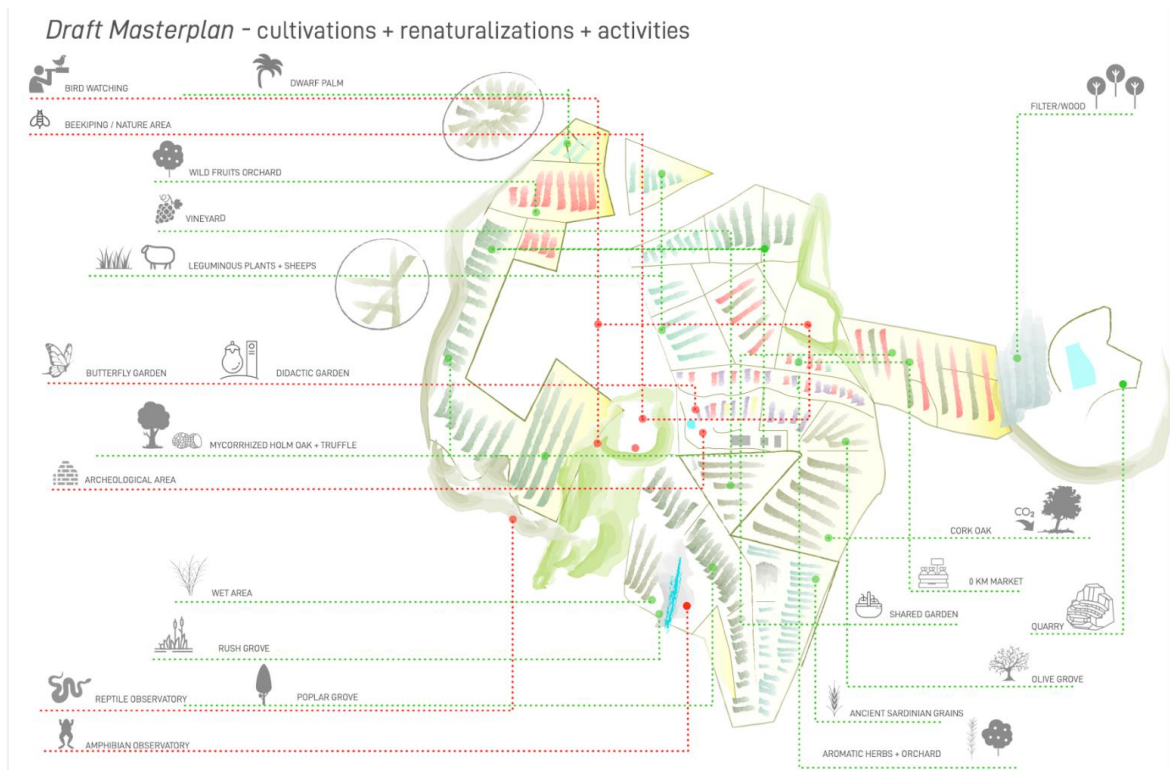 Draft Masterplan - cultivations + renaturalizations + activities
BIRD WATCHING
DWARF PALM
FILTER/WOOD
BEEKIPING / NATURE AREA
WILD FRUITS ORCHARD
VINEYARD
LEGUMINOUS PLANTS + SHEEPS
BUTTERFLY GARDEN
DIDACTIC GARDEN
MYCORRHIZED HOLM OAK + TRUFFLE
ARCHEOLOGICAL AREA
CO2
CORK OAK
WET AREA
0 KM MARKET
SHARED GARDEN
QUARRY
RUSH GROVE
OLIVE GROVE
REPTILE OBSERVATORY
POPLAR GROVE
ANCIENT SARDINIAN GRAINS
AMPHIBIAN OBSERVATORY
AROMATIC HERBS + ORCHARD